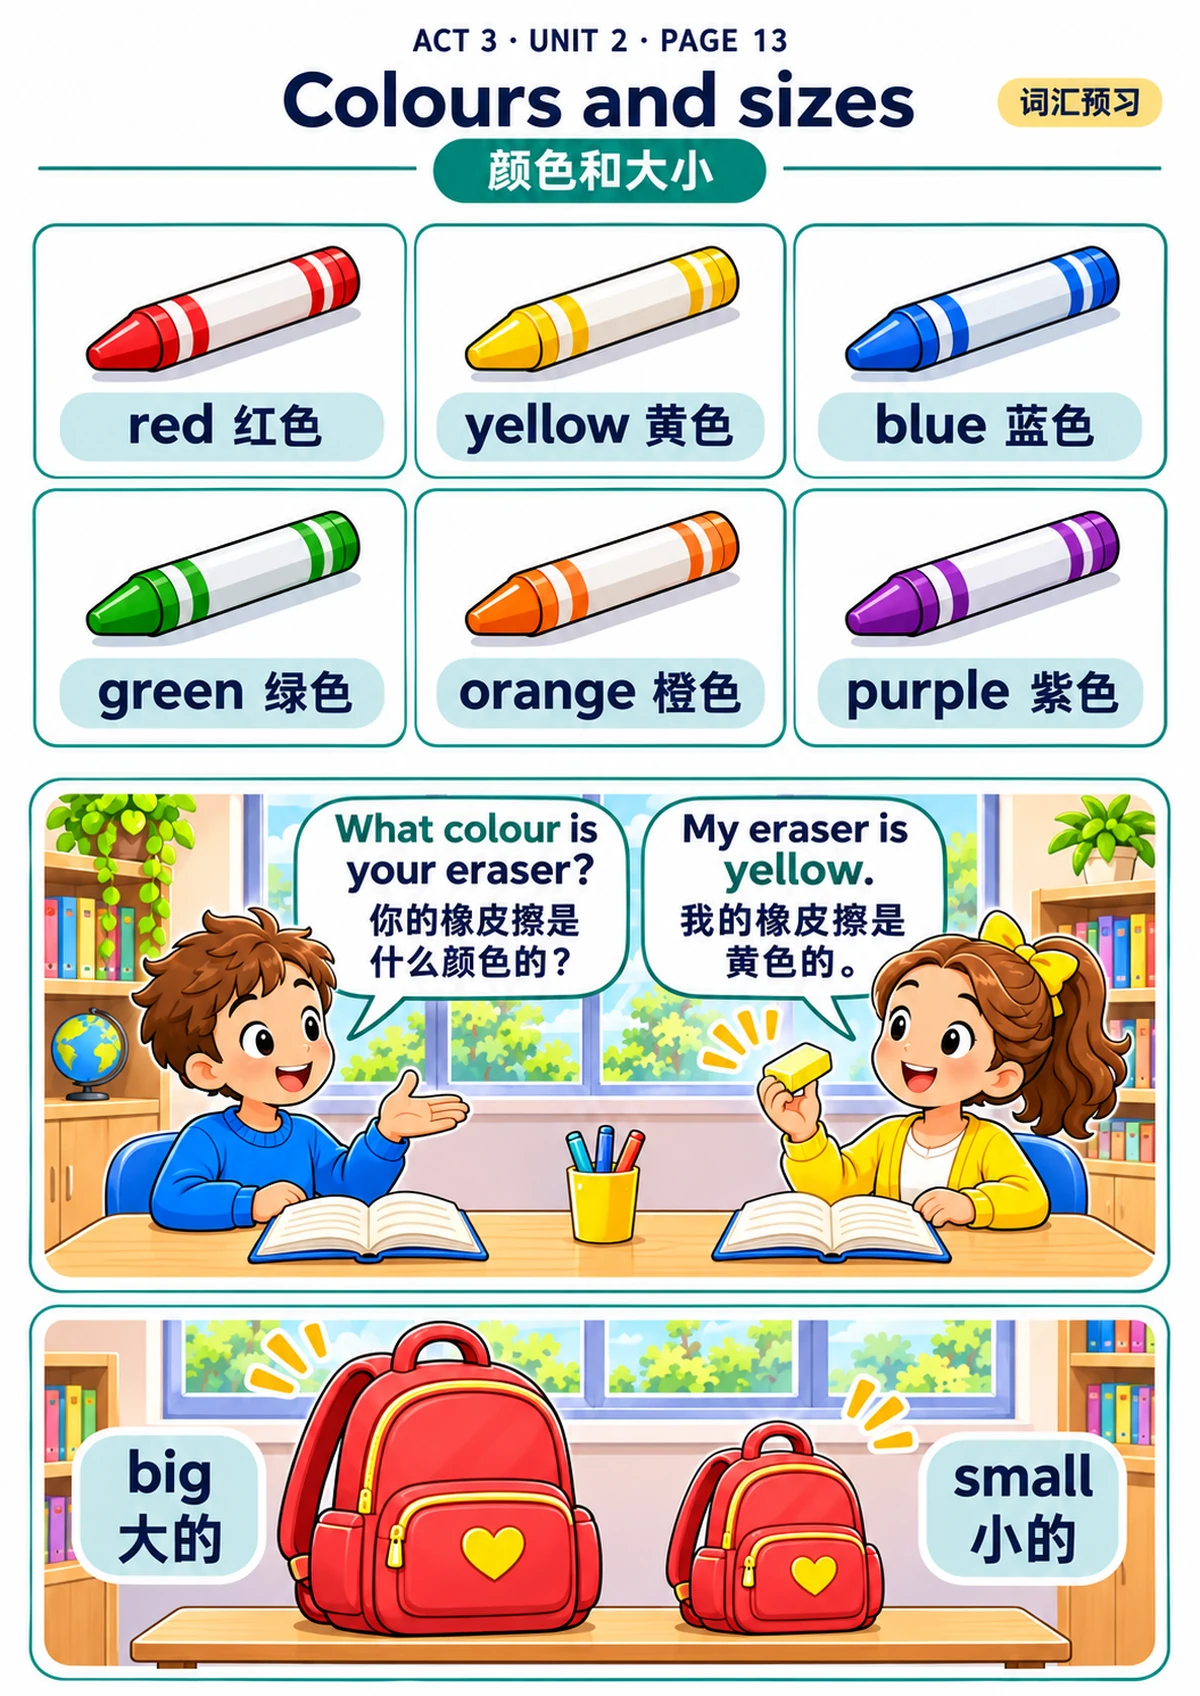 ACT 3 · UNIT 2 · PAGE 13
Colours and sizes
词汇预习
颜色和大小
red 红色
yellow 黄色
blue 蓝色
green 绿色
orange 橙色
purple 紫色
What colour is
your eraser?
你的橡皮擦是
什么颜色的？
My eraser is
yellow.
我的橡皮擦是
黄色的。
big
大的
small
小的